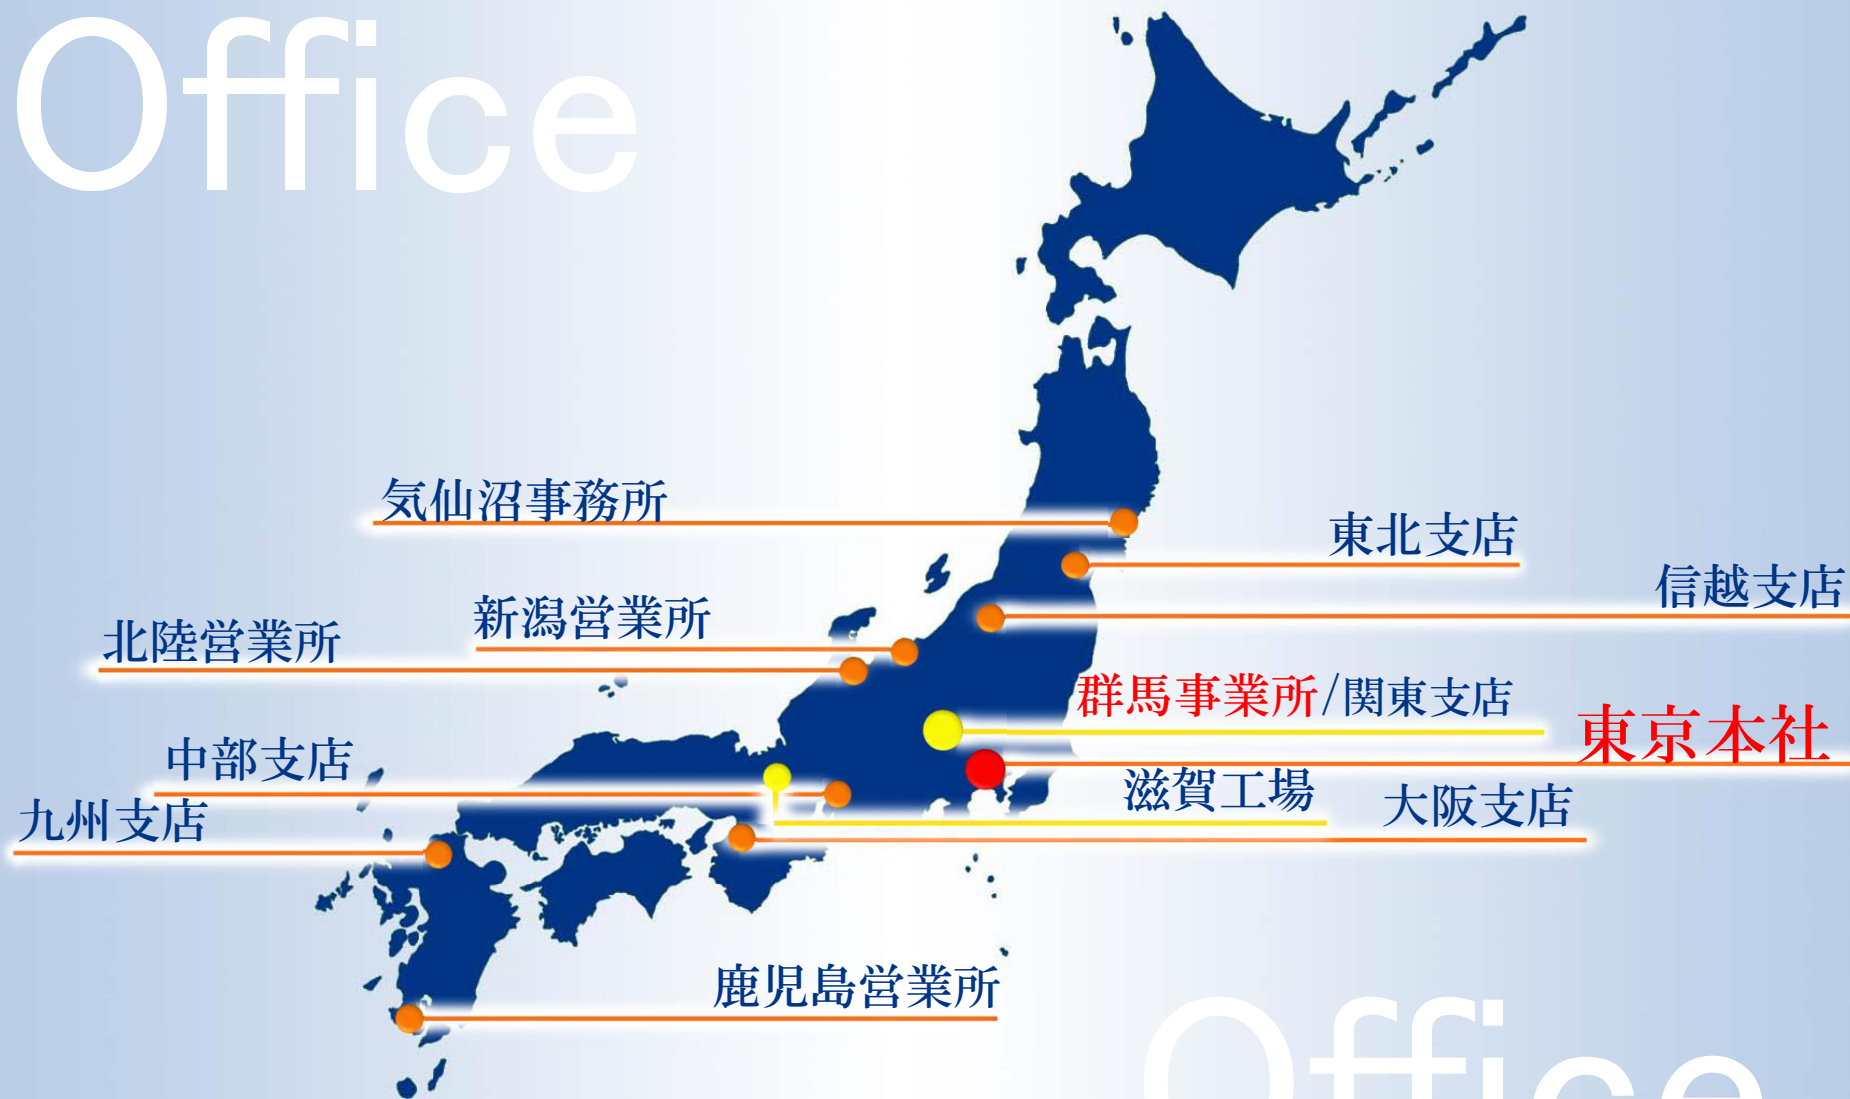 Office
気仙沼事務所
東北支店
信越支店
新潟営業所
北陸営業所
群馬事業所/関東支店
東京本社
中部支店
滋賀工場
大阪支店
九州支店
鹿児島営業所
Office